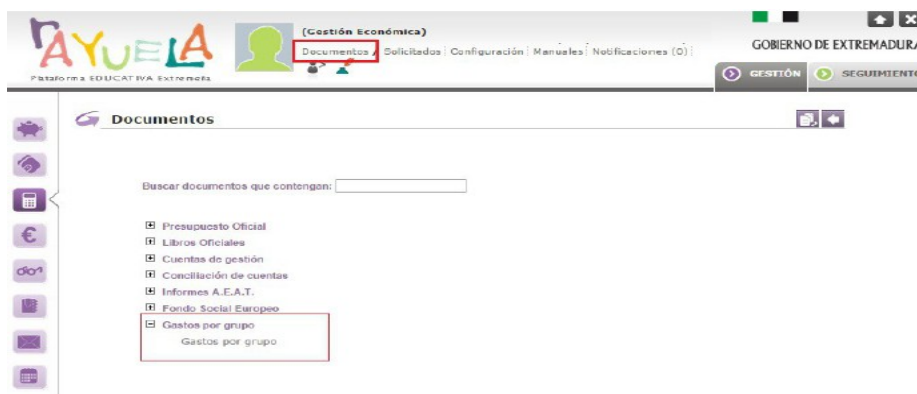 RAYUELA
Plataforma EDUCATIVA Extremeña
(Gestión Económica)
Documentos / Solicitados Configuración Manuales Notificaciones (0)
GOBIERNO DE EXTREMADURA
GESTIÓN SEGUIMIENTO
Documentos
Buscar documentos que contengan:
Presupuesto Oficial
Libros Oficiales
Cuentas de gestión
Conciliación de cuentas
Informes A.E.A.T.
Fondo Social Europeo
Gastos por grupo
Gastos por grupo